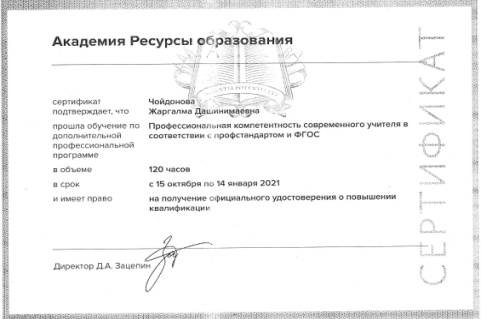 Академия Ресурсы образования
сертификат подтверждает, что
Чойдонова Жаргалма Дашинимаевна
прошла обучение по дополнительной профессиональной программе
Профессиональная компетентность современного учителя в соответствии с профстандартом и ФГОС
в объеме 120 часов
в срок с 15 октября по 14 января 2021
и имеет право на получение официального удостоверения о повышении квалификации
Директор Д.А. Зацепин
СЕРТИФИКАТ